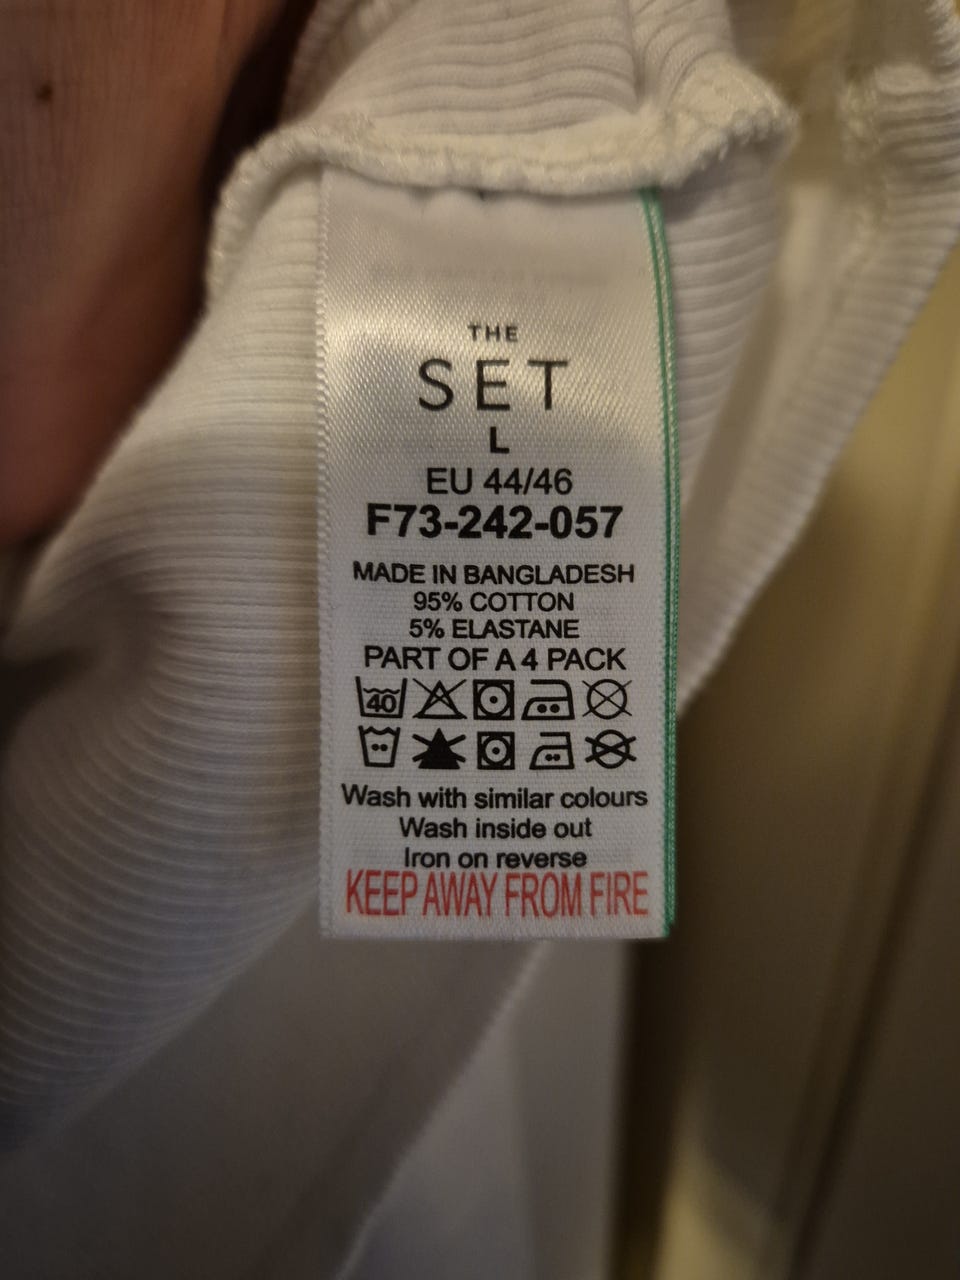 THE
SET
L
EU 44/46
F73-242-057
MADE IN BANGLADESH
95% COTTON
5% ELASTANE
PART OF A 4 PACK
40
Wash with similar colours
Wash inside out
Iron on reverse
KEEP AWAY FROM FIRE